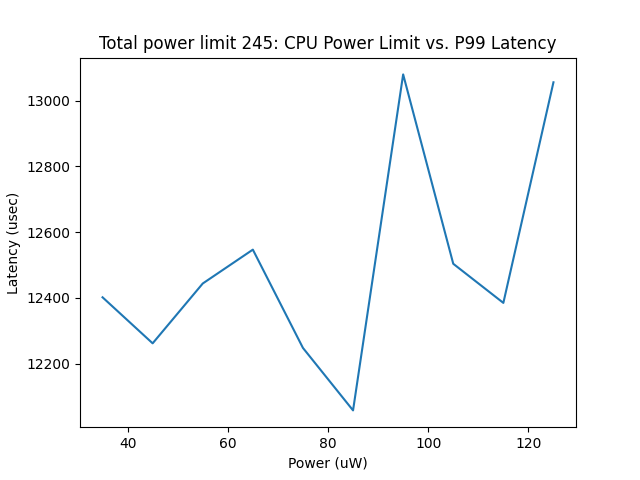 Total power limit 245: CPU Power Limit vs. P99 Latency
13000
12800
12600
12400
12200
Latency (usec)
40 60 80 100 120
Power (uW)